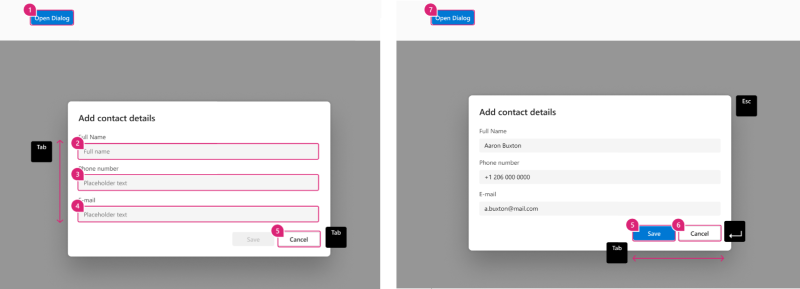 1
Open Dialog
Add contact details
Full Name
2
Full name
Phone number
3
Placeholder text
E-mail
4
Placeholder text
Save
5
Cancel
Tab
Tab
7
Open Dialog
Esc
Add contact details
Full Name
Aaron Buxton
Phone number
+1 206 000 0000
E-mail
a.buxton@mail.com
5
Save
6
Cancel
Tab